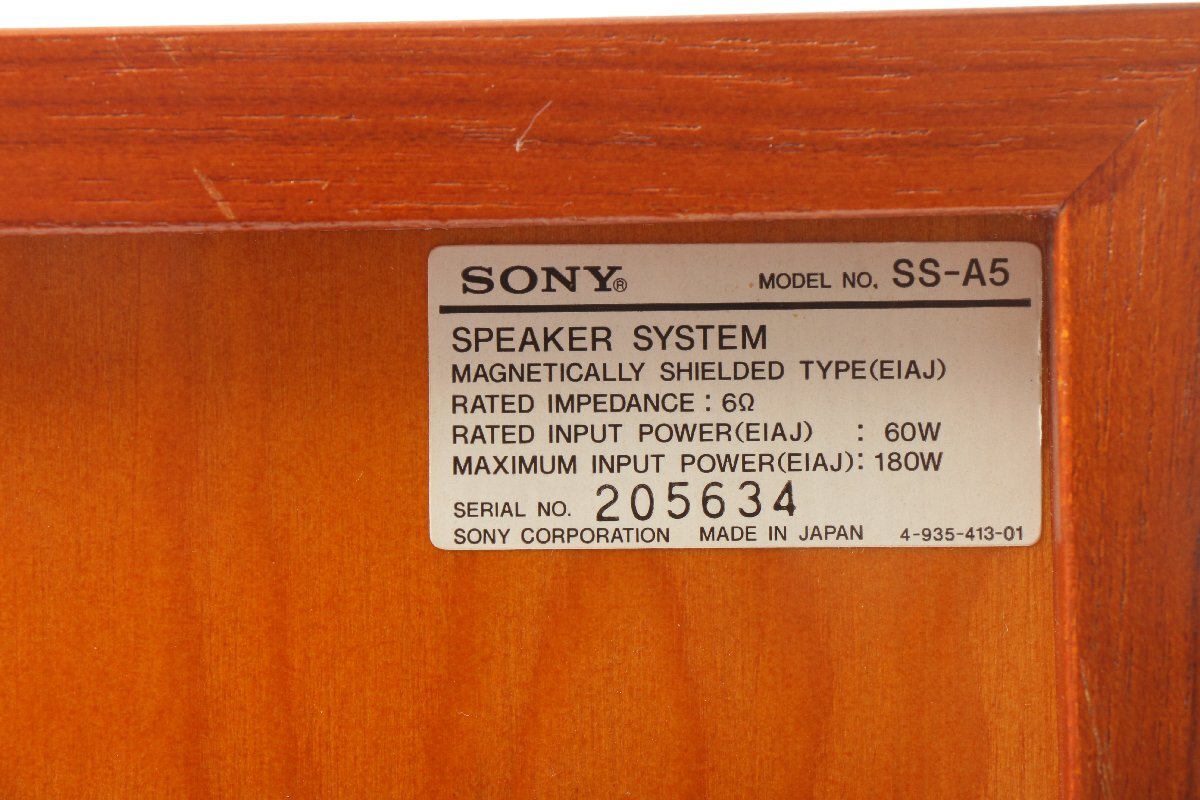 SONY® MODEL NO. SS-A5
SPEAKER SYSTEM
MAGNETICALLY SHIELDED TYPE(EIAJ)
RATED IMPEDANCE : 6Ω
RATED INPUT POWER(EIAJ) : 60W
MAXIMUM INPUT POWER(EIAJ): 180W
SERIAL NO. 205634
SONY CORPORATION MADE IN JAPAN 4-935-413-01